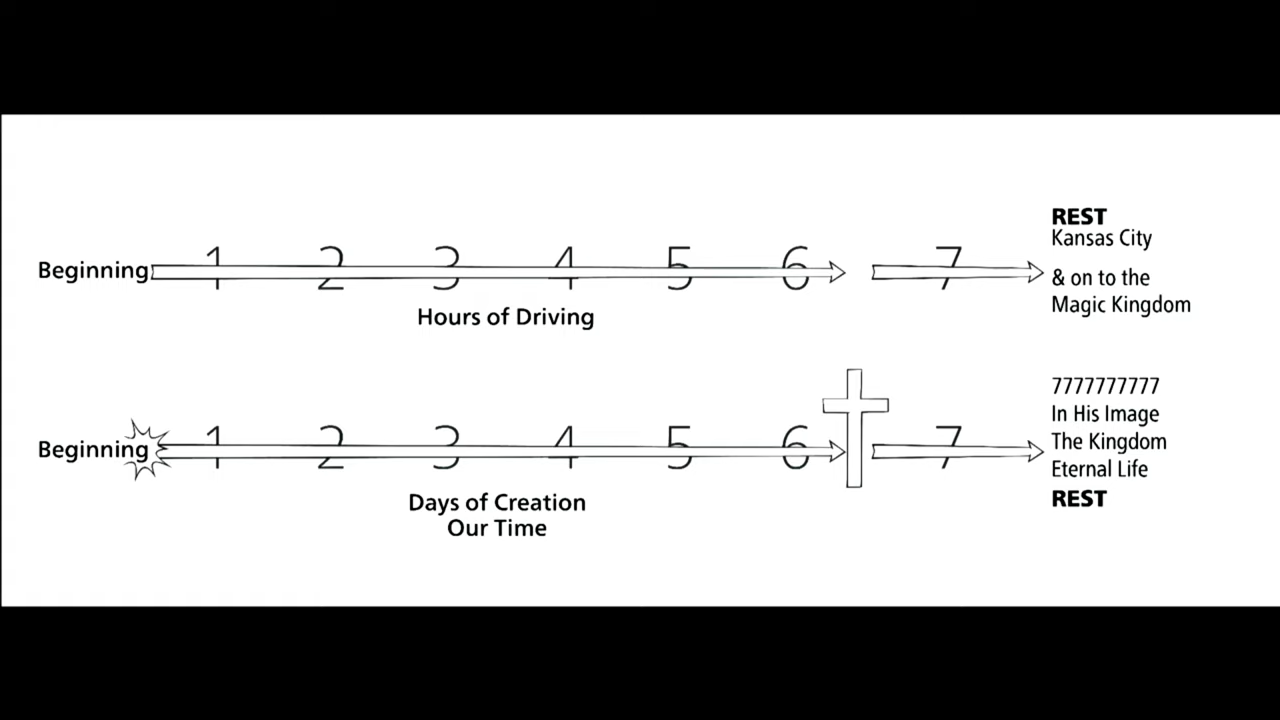 Beginning 1 2 3 4 5 6 7
Hours of Driving
REST
Kansas City
& on to the
Magic Kingdom
Beginning 1 2 3 4 5 6 7
Days of Creation
Our Time
7777777777
In His Image
The Kingdom
Eternal Life
REST